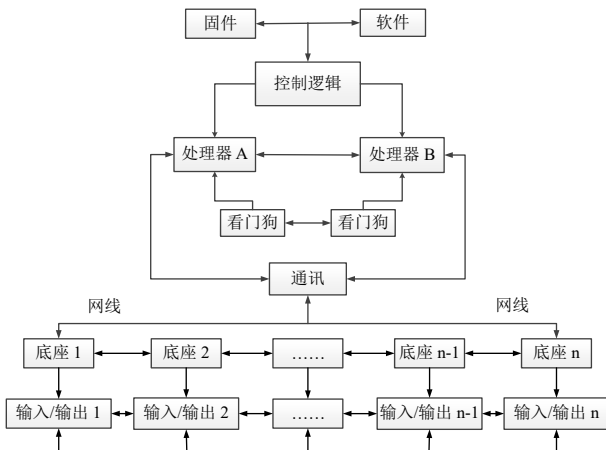 固件
软件
控制逻辑
处理器 A
处理器 B
看门狗
看门狗
通讯
网线
网线
底座 1
底座 2
……
底座 n-1
底座 n
输入/输出 1
输入/输出 2
……
输入/输出 n-1
输入/输出 n